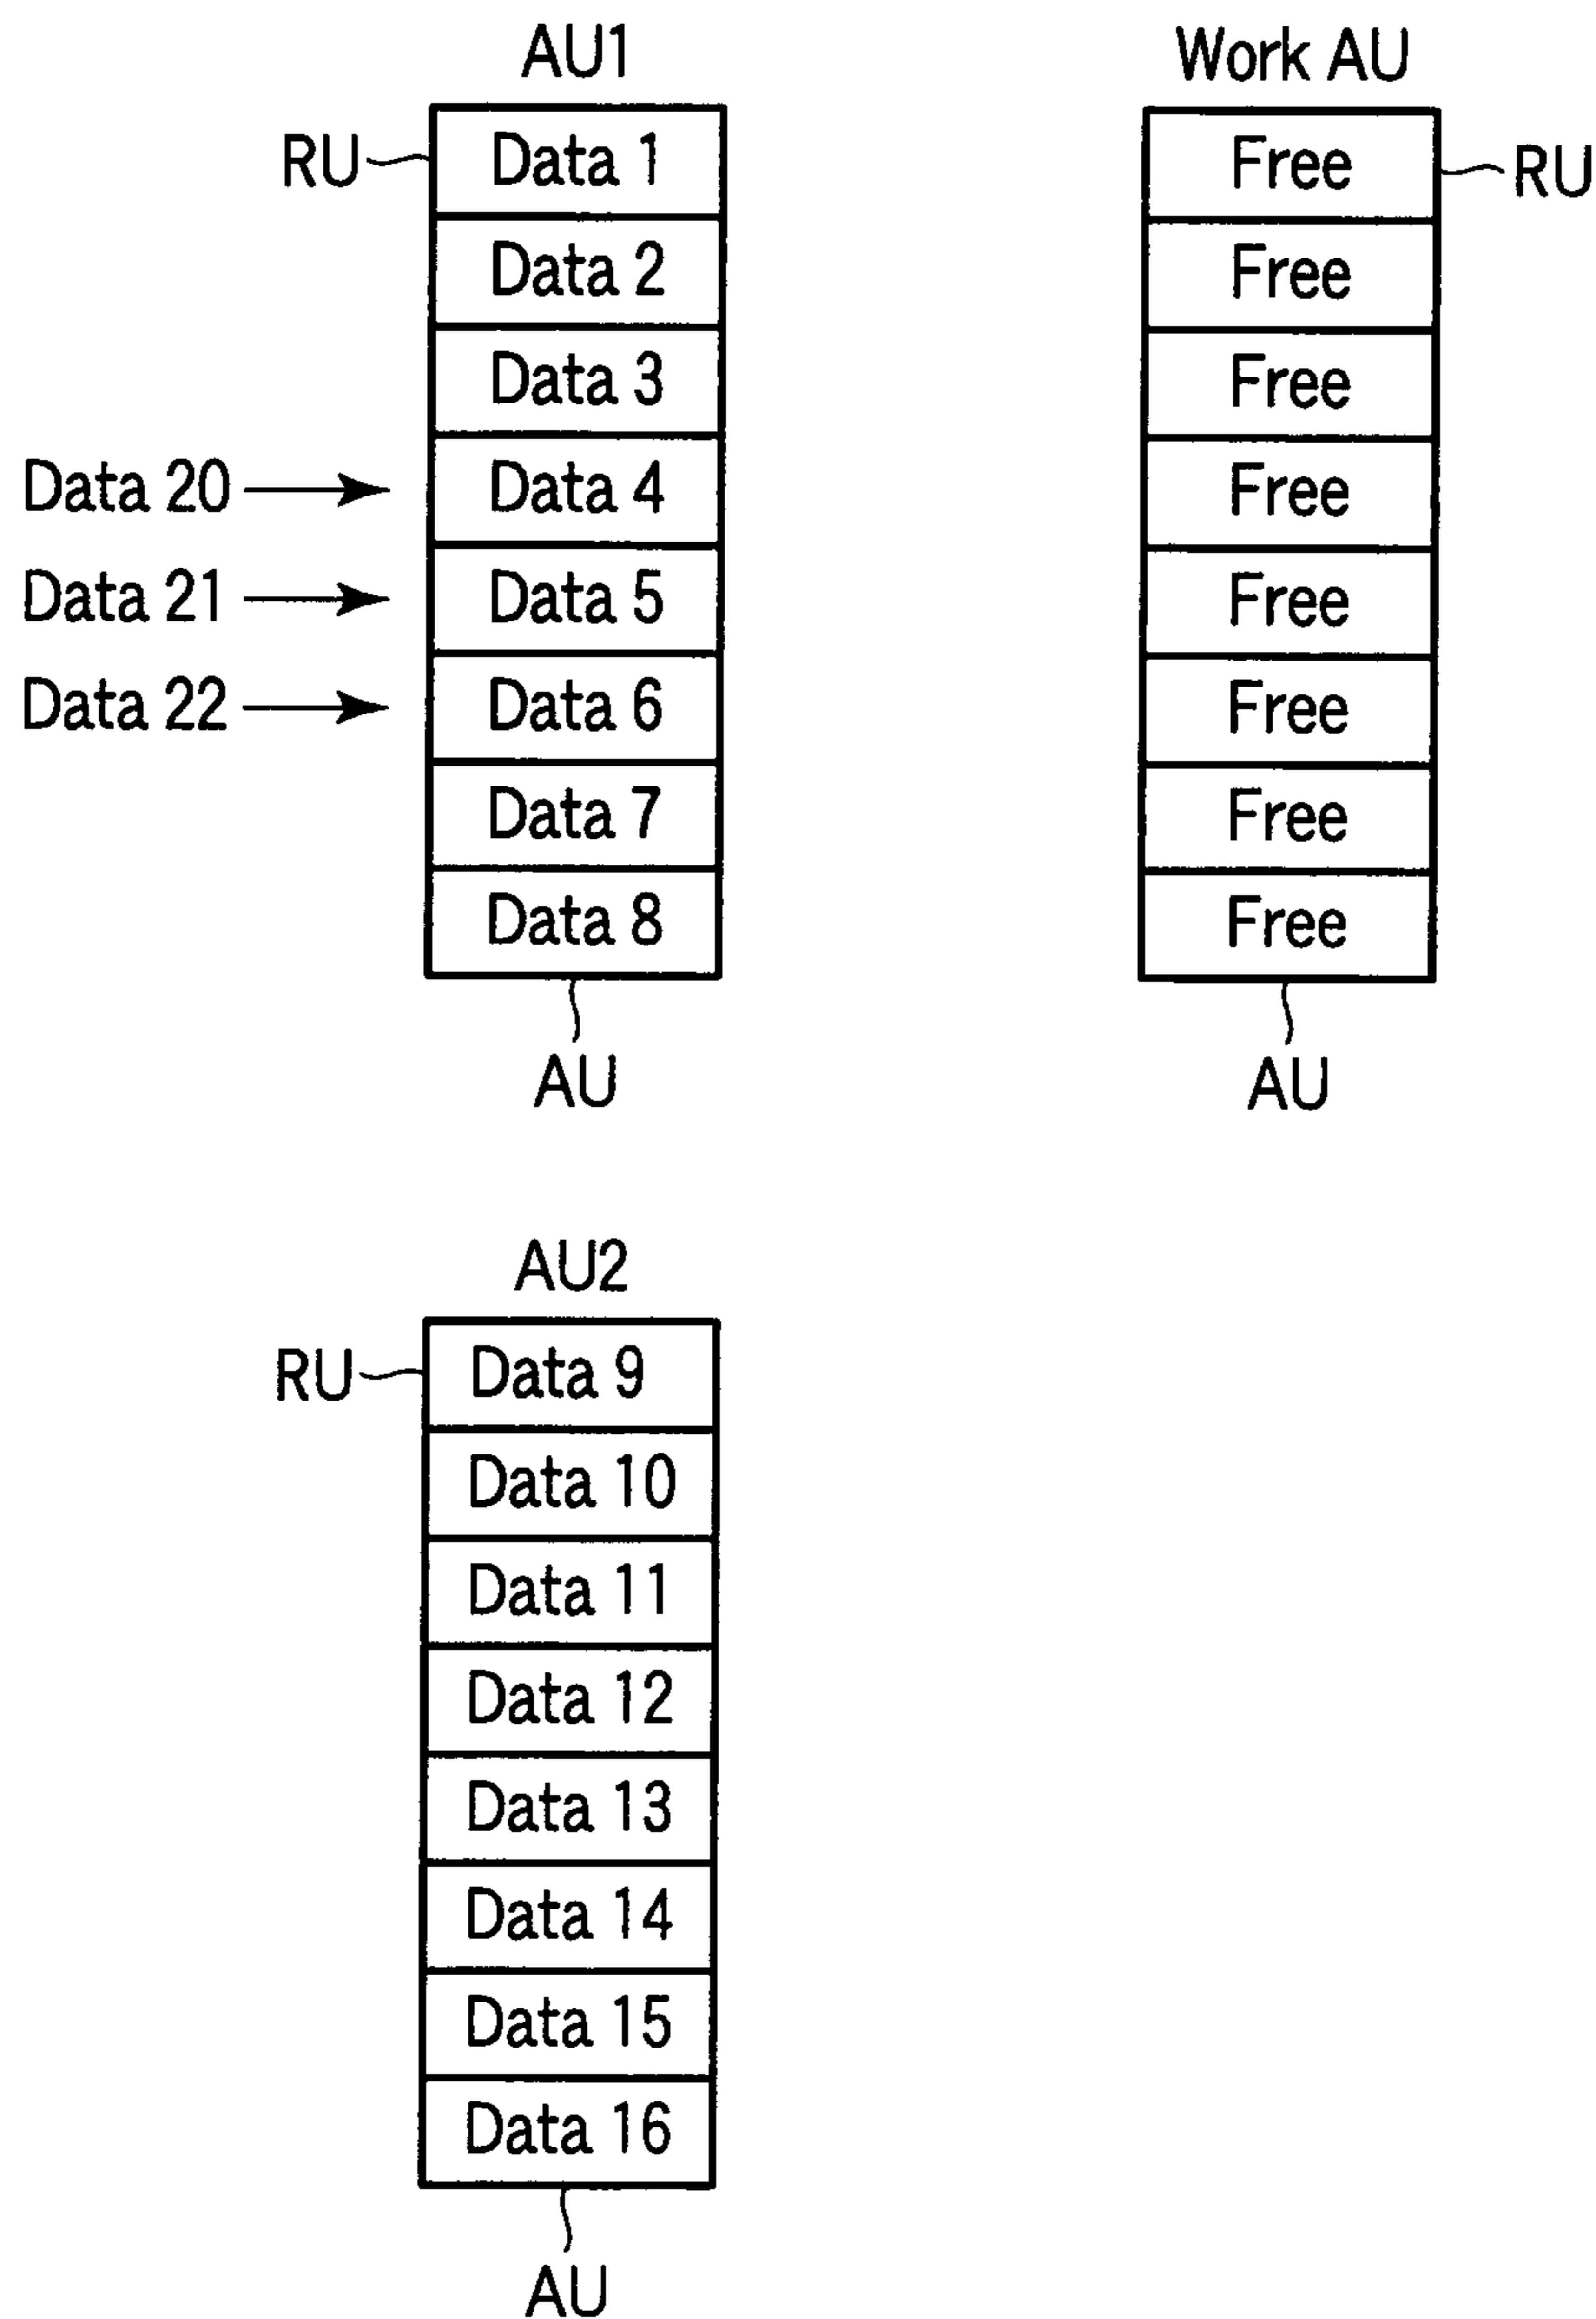 AU1
RU
Data 1
Data 2
Data 3
Data 20
Data 4
Data 21
Data 5
Data 22
Data 6
Data 7
Data 8
AU
Work AU
Free
RU
Free
Free
Free
Free
Free
Free
Free
AU
AU2
RU
Data 9
Data 10
Data 11
Data 12
Data 13
Data 14
Data 15
Data 16
AU